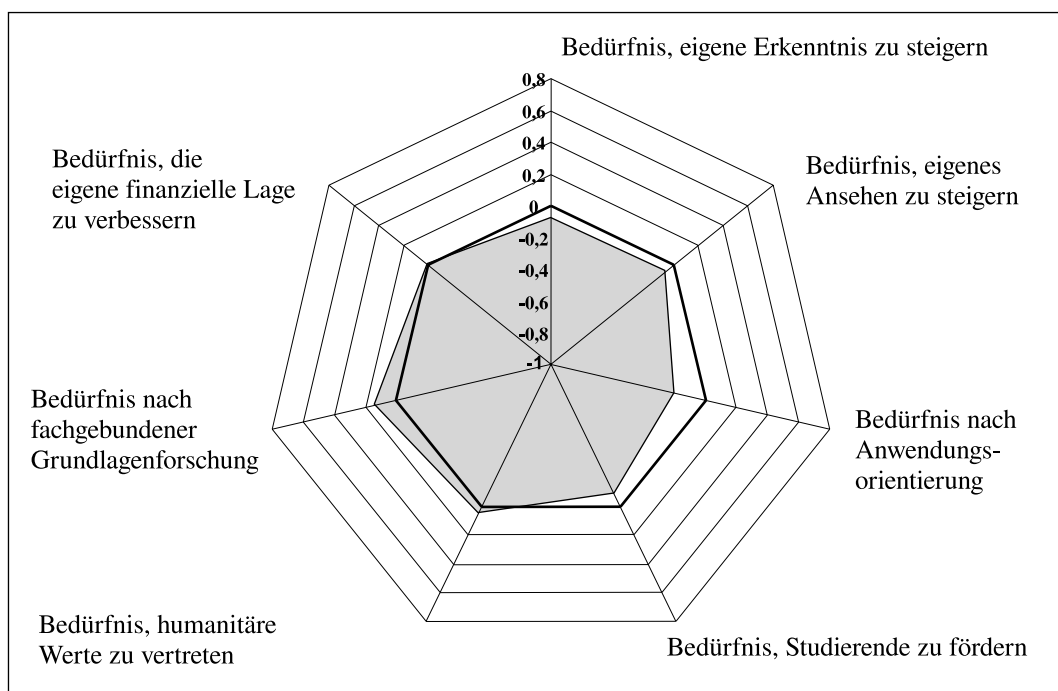 Bedürfnis, eigene Erkenntnis zu steigern
0,8
0,6
0,4
0,2
0
-0,2
-0,4
-0,6
-0,8
-1
Bedürfnis, eigenes
Ansehen zu steigern
Bedürfnis nach
Anwendungs-
orientierung
Bedürfnis, Studierende zu fördern
Bedürfnis, humanitäre
Werte zu vertreten
Bedürfnis nach
fachgebundener
Grundlagenforschung
Bedürfnis, die
eigene finanzielle Lage
zu verbessern